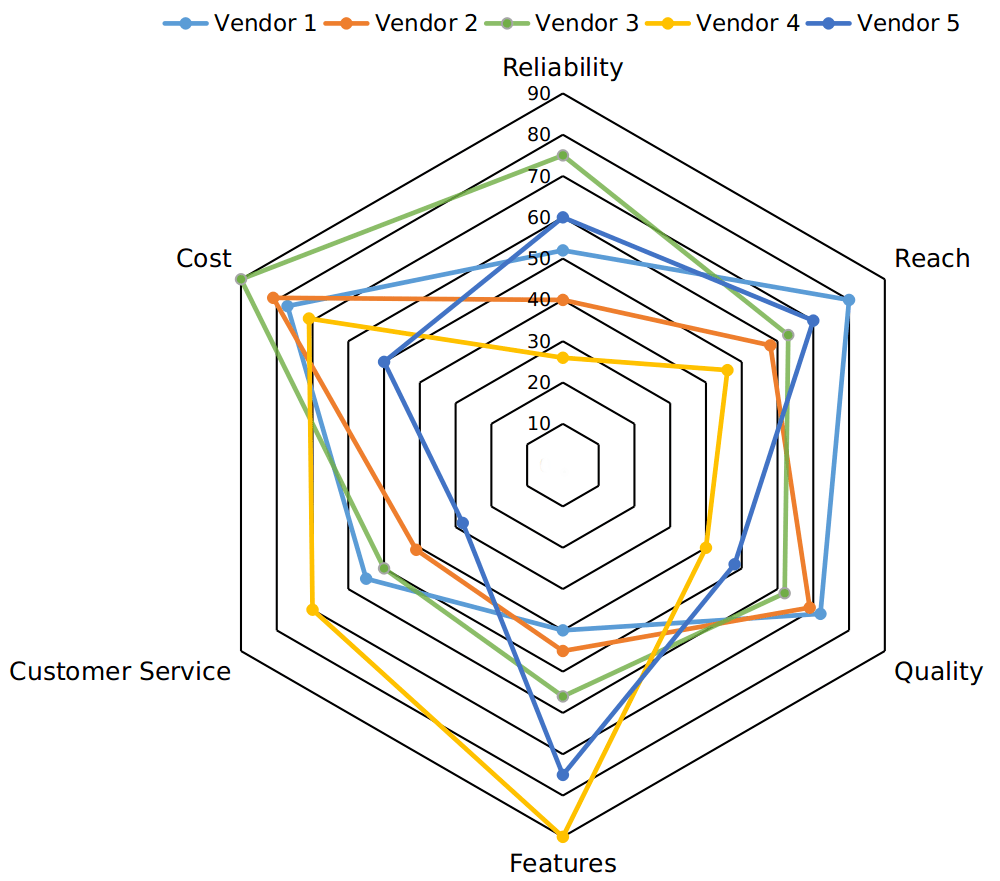 Vendor 1 Vendor 2 Vendor 3 Vendor 4 Vendor 5
Reliability
90
80
70
60
50
40
30
20
10
Reach
Quality
Features
Customer Service
Cost